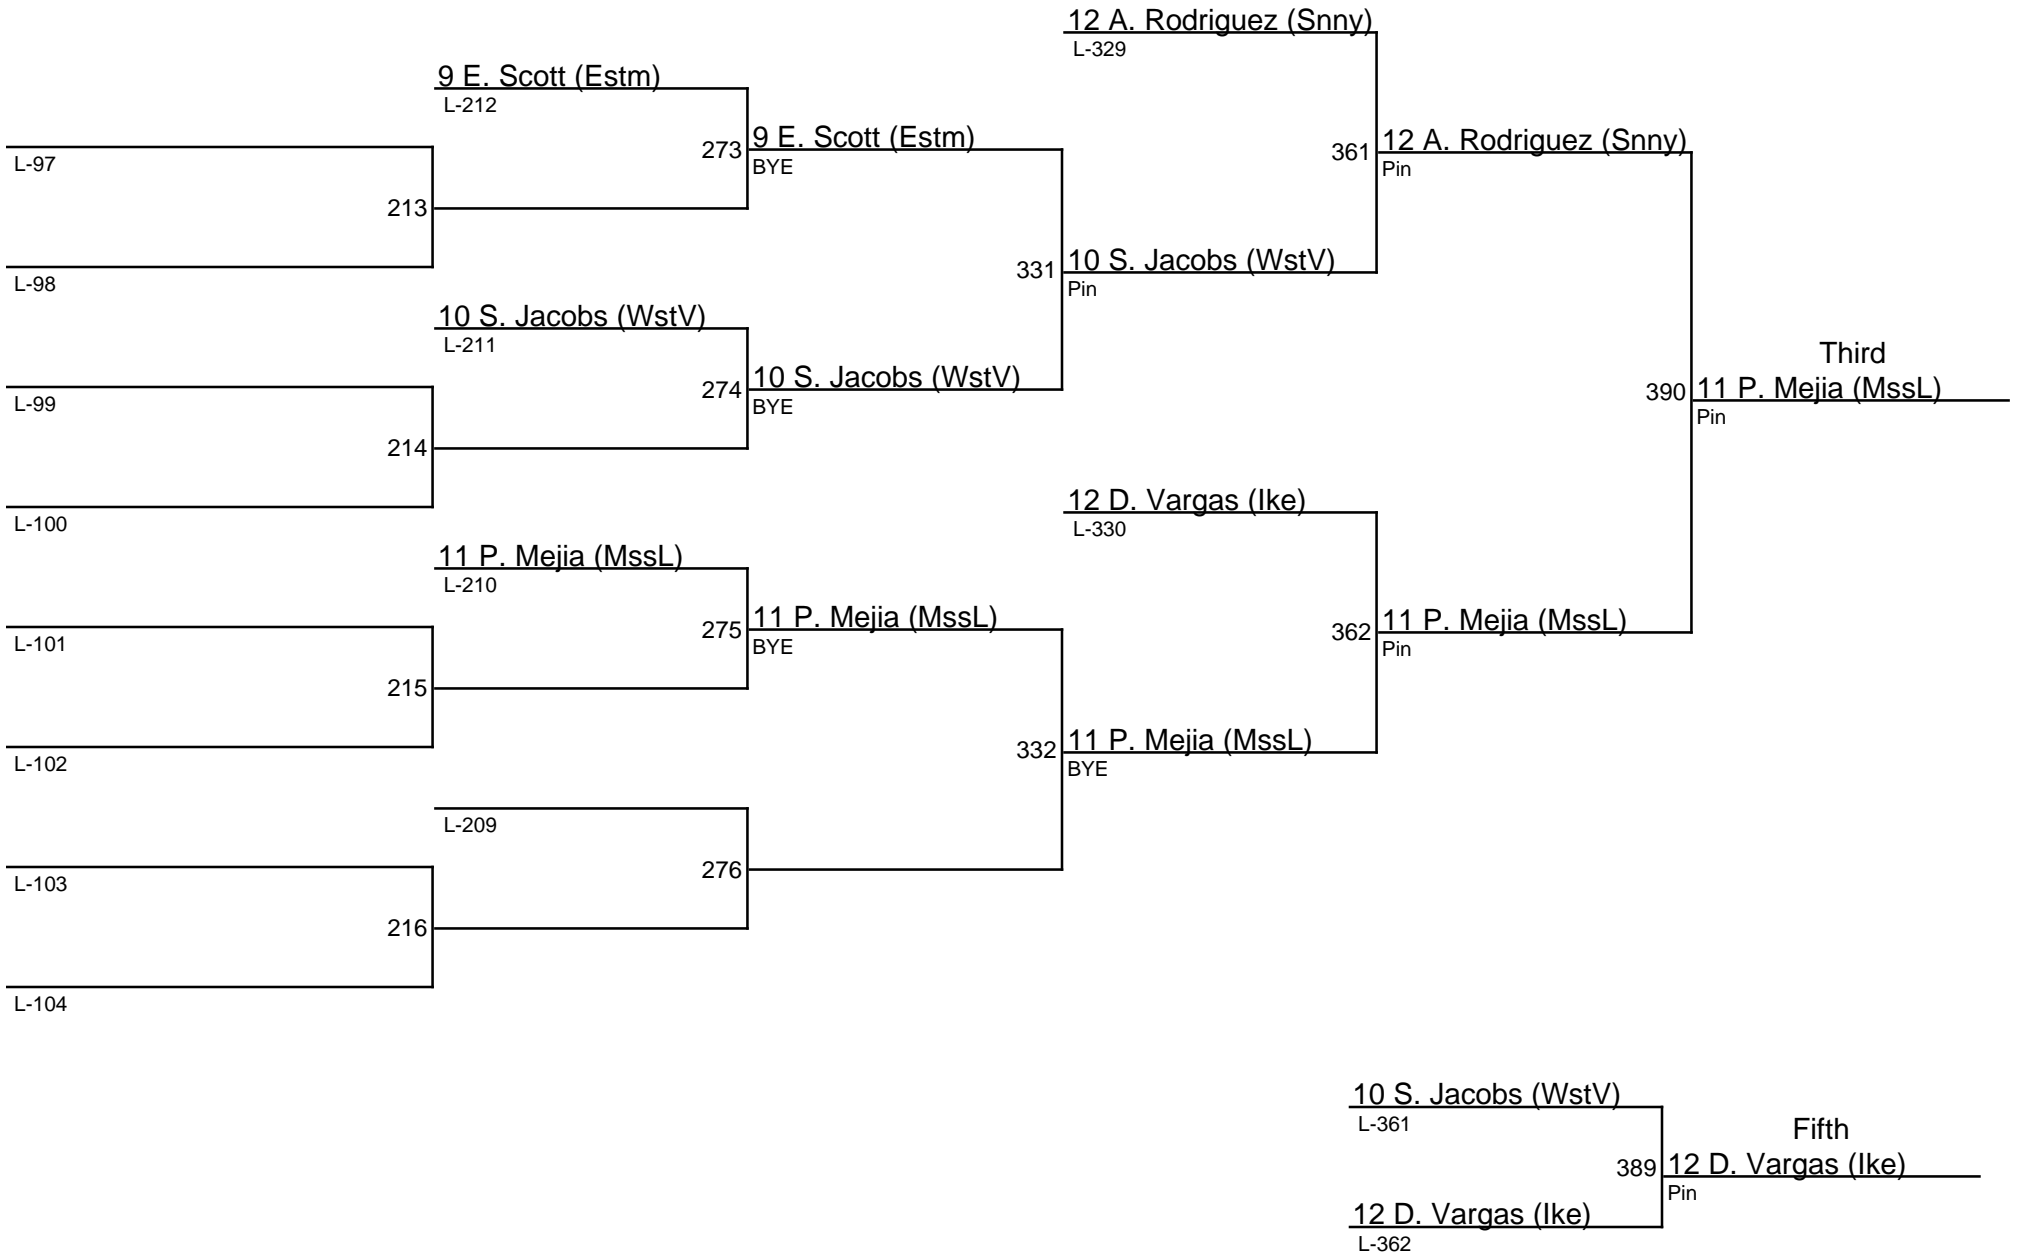 12 A. Rodriguez (Snny)
L-329
9 E. Scott (Estm)
L-212
273
9 E. Scott (Estm)
BYE
361
12 A. Rodriguez (Snny)
Pin
L-97
213
L-98
331
10 S. Jacobs (WstV)
Pin
10 S. Jacobs (WstV)
L-211
274
10 S. Jacobs (WstV)
BYE
Third
390
11 P. Mejia (MssL)
Pin
L-99
214
L-100
12 D. Vargas (Ike)
L-330
11 P. Mejia (MssL)
L-210
275
11 P. Mejia (MssL)
BYE
362
11 P. Mejia (MssL)
Pin
L-101
215
L-102
332
11 P. Mejia (MssL)
BYE
L-209
276
L-103
216
L-104
10 S. Jacobs (WstV)
L-361
Fifth
389
12 D. Vargas (Ike)
Pin
12 D. Vargas (Ike)
L-362